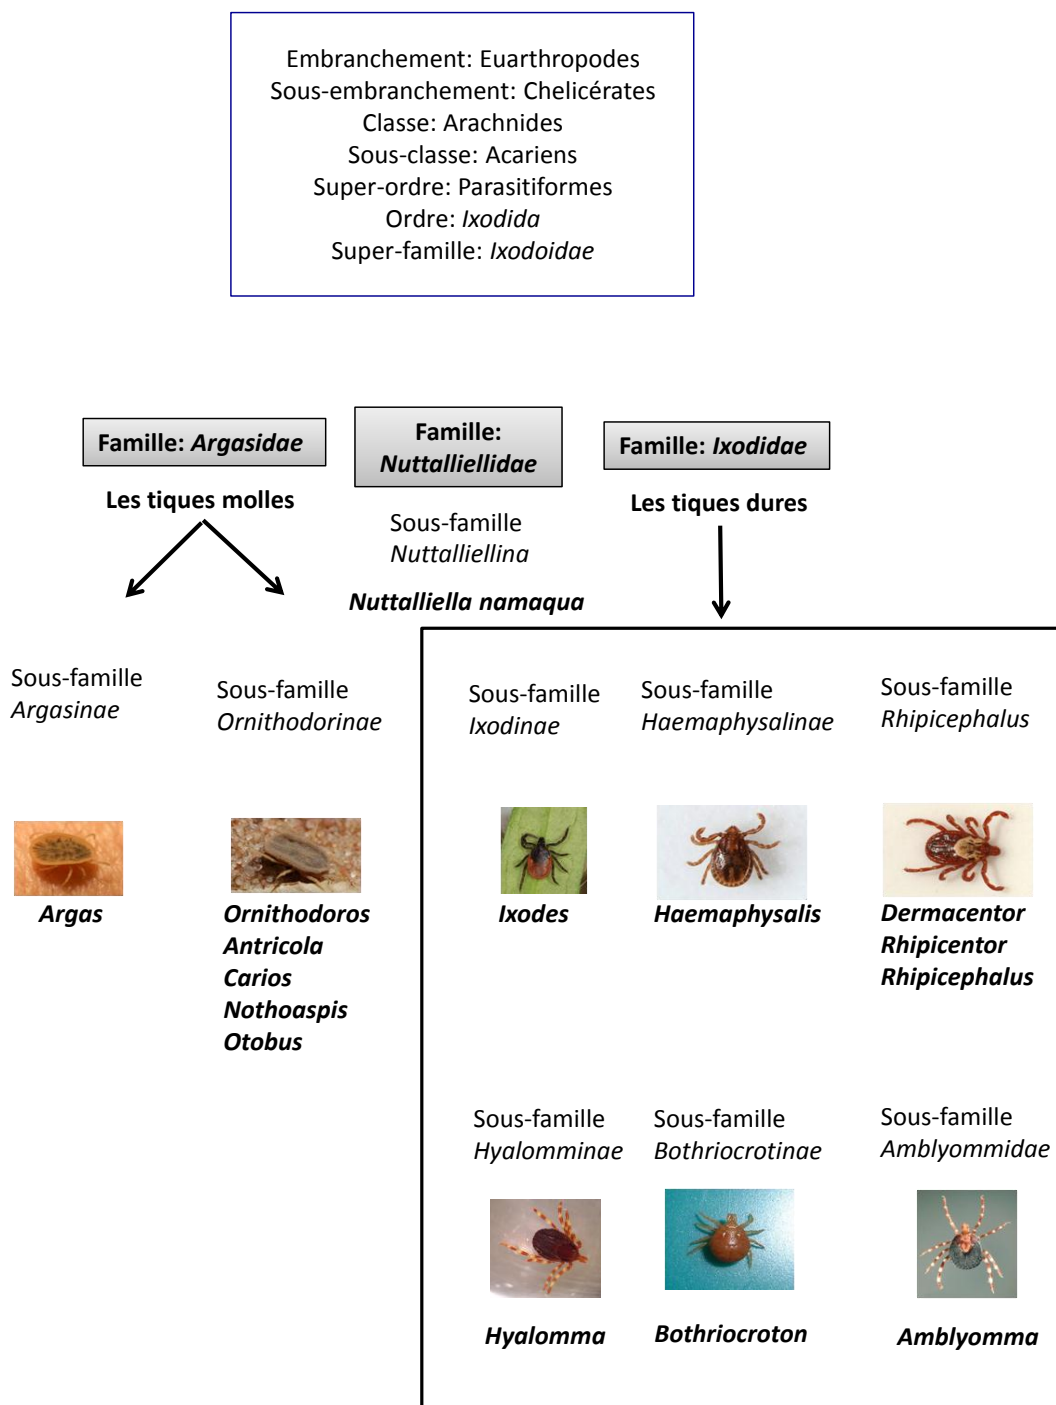 Embranchement: Euarthropodes
Sous-embranchement: Chelicérates
Classe: Arachnides
Sous-classe: Acariens
Super-ordre: Parasitiformes
Ordre: Ixodida
Super-famille: Ixodoidae
Famille: Argasidae
Les tiques molles
Famille:
Nuttalliellidae
Sous-famille
Nuttalliellina
Nuttalliella namaqua
Famille: Ixodidae
Les tiques dures
Sous-famille
Argasinae
Argas
Sous-famille
Ornithodorinae
Ornithodoros
Antricola
Carios
Nothoaspis
Otobus
Sous-famille
Ixodinae
Ixodes
Sous-famille
Haemaphysalinae
Haemaphysalis
Sous-famille
Rhipicephalus
Dermacentor
Rhipicentor
Rhipicephalus
Sous-famille
Hyalomminae
Hyalomma
Sous-famille
Bothriocrotinae
Bothriocroton
Sous-famille
Amblyommidae
Amblyomma